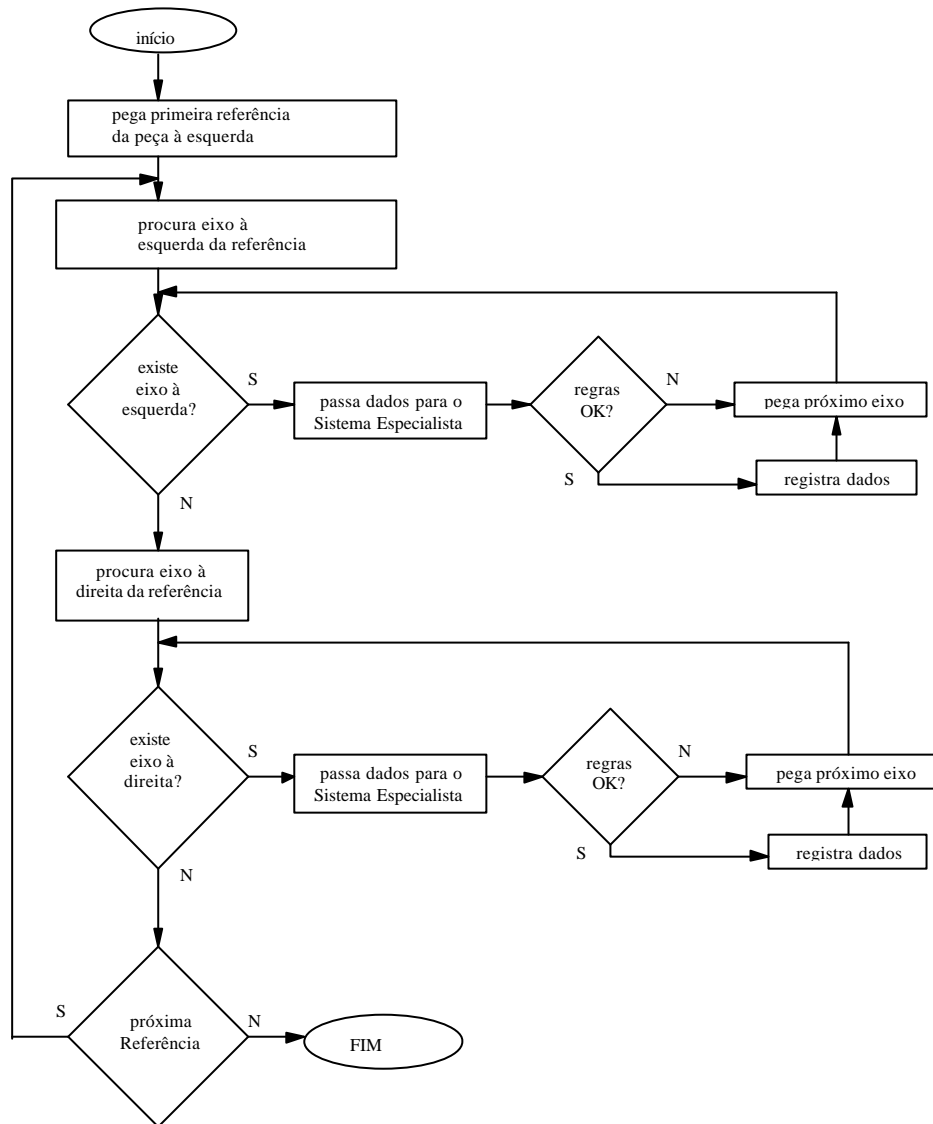 início
pega primeira referência
da peça à esquerda
procura eixo à
esquerda da referência
existe
eixo à
esquerda?
S
passa dados para o
Sistema Especialista
regras
OK?
N
pega próximo eixo
S
registra dados
N
procura eixo à
direita da referência
existe
eixo à
direita?
S
passa dados para o
Sistema Especialista
regras
OK?
N
pega próximo eixo
S
registra dados
N
próxima
Referência
S
N
FIM